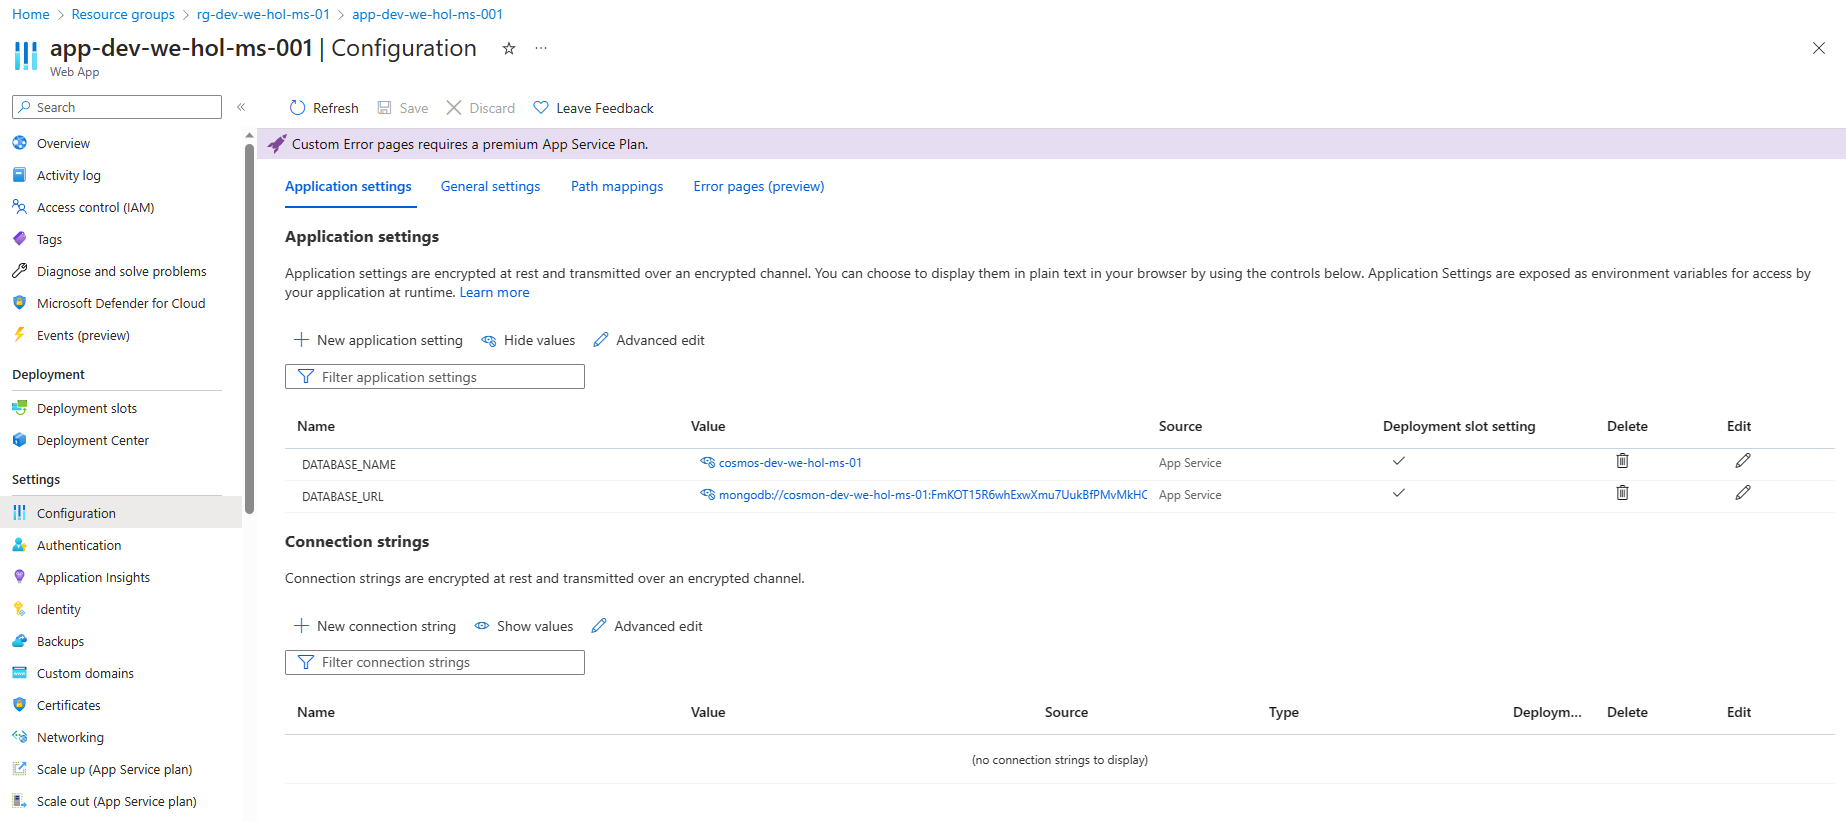 Home > Resource groups > rg-dev-we-hol-ms-01 > app-dev-we-hol-ms-001
app-dev-we-hol-ms-001 | Configuration
Web App
Search
Overview
Activity log
Access control (IAM)
Tags
Diagnose and solve problems
Microsoft Defender for Cloud
Events (preview)
Deployment
Deployment slots
Deployment Center
Settings
Configuration
Authentication
Application Insights
Identity
Backups
Custom domains
Certificates
Networking
Scale up (App Service plan)
Scale out (App Service plan)
Refresh Save Discard Leave Feedback
Custom Error pages requires a premium App Service Plan.
Application settings General settings Path mappings Error pages (preview)
Application settings
Application settings are encrypted at rest and transmitted over an encrypted channel. You can choose to display them in plain text in your browser by using the controls below. Application Settings are exposed as environment variables for access by
your application at runtime. Learn more
New application setting Hide values Advanced edit
Filter application settings
Name Value Source Deployment slot setting Delete Edit
DATABASE_NAME cosmos-dev-we-hol-ms-01 App Service
DATABASE_URL mongodb://cosmon-dev-we-hol-ms-01:FmKOT15R6whExwXmu7UukBfPMvMkHC App Service
Connection strings
Connection strings are encrypted at rest and transmitted over an encrypted channel.
New connection string Show values Advanced edit
Filter connection strings
Name Value Source Type Deploym... Delete Edit
(no connection strings to display)